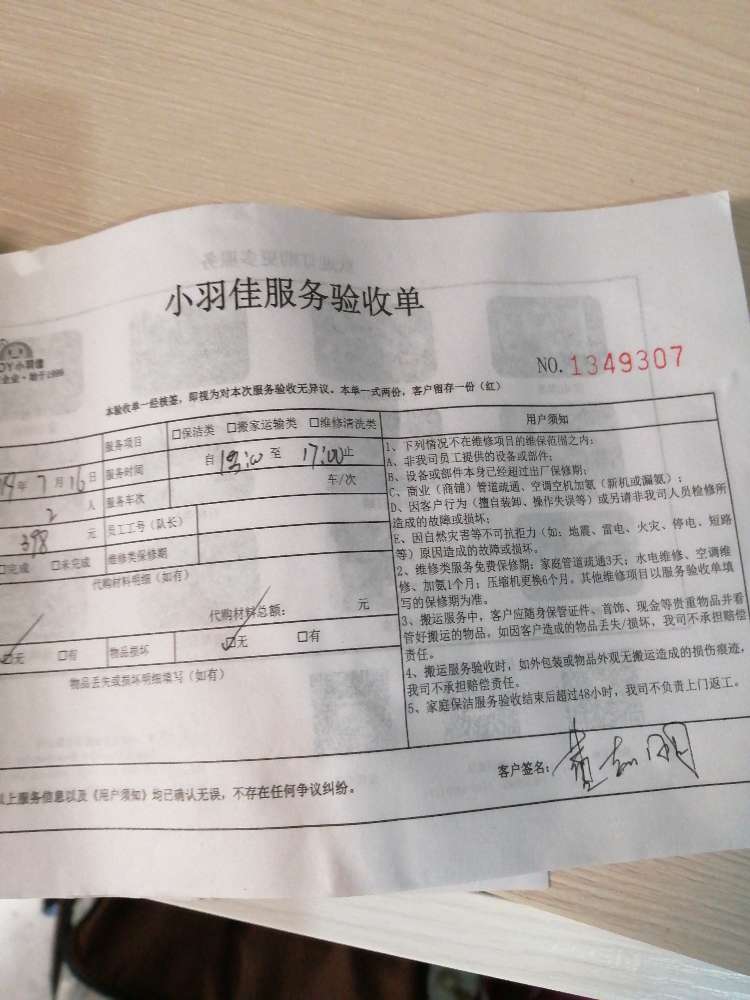 小羽佳服务验收单
NO.1349307
小羽佳
本验收单一经核签，即视为对本次服务验收无异议。本单一式两份，客户留存一份（红）
服务项目 □保洁类 □搬家运输类 □维修清洗类
年7月16日 服务时间 自13:00至17:00止
2人 服务车次 车/次
398元 员工工号（队长）
□完成 □未完成 维修类保修期
代购材料明细（如有）
代购材料总额： 元
□无 □有 物品损坏 □无 □有
物品丢失或损坏明细填写（如有）
用户须知
1、下列情况不在维修项目的维保范围之内：
A、非我司员工提供的设备或部件；
B、设备或部件本身已经超过出厂保修期；
C、商业（商铺）管道疏通、空调空机加氨（新机或漏氨）；
D、因客户行为（擅自装卸、操作失误等）或另请非我司人员检修所
造成的故障或损坏；
E、因自然灾害等不可抗拒力（如：地震、雷电、火灾、停电、短路
等）原因造成的故障或损坏。
2、维修类服务免费保修期：家庭管道疏通3天；水电维修、空调维
修、加氨1个月；压缩机更换6个月。其他维修项目以服务验收单填
写的保修期为准。
3、搬运服务中，客户应随身保管证件、首饰、现金等贵重物品并看
管好搬运的物品。如因客户造成的物品丢失/损坏，我司不承担赔偿
责任。
4、搬运服务验收时，如外包装或物品外观无搬运造成的损伤痕迹，
我司不承担赔偿责任。
5、家庭保洁服务验收结束后超过48小时，我司不负责上门返工。
上服务信息以及《用户须知》均已确认无误，不存在任何争议纠纷。
客户签名：